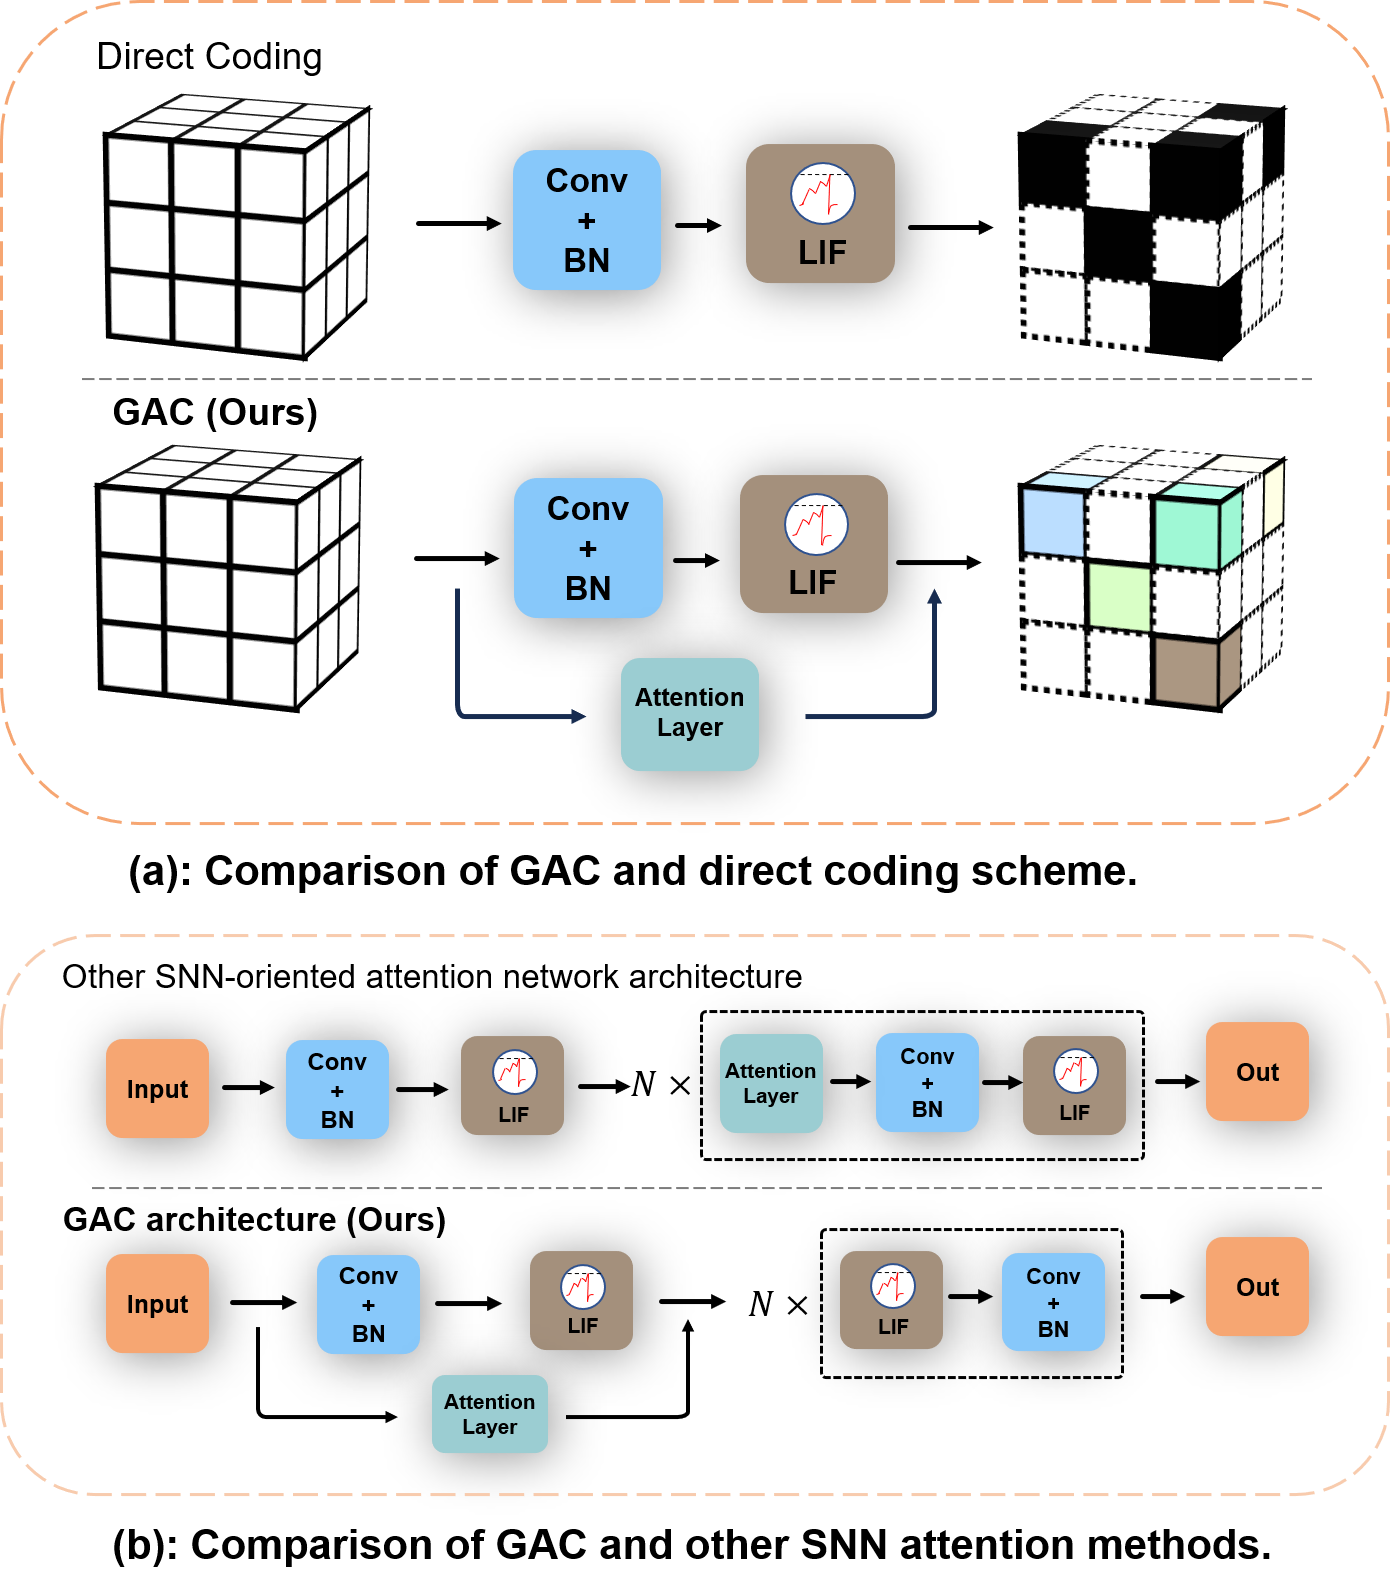 Direct Coding
Conv
+
BN
LIF
GAC (Ours)
Conv
+
BN
LIF
Attention
Layer
(a): Comparison of GAC and direct coding scheme.
Other SNN-oriented attention network architecture
Input
Conv
+
BN
LIF
N ×
Attention
Layer
Conv
+
BN
LIF
Out
GAC architecture (Ours)
Input
Conv
+
BN
LIF
Attention
Layer
N ×
LIF
Conv
+
BN
Out
(b): Comparison of GAC and other SNN attention methods.